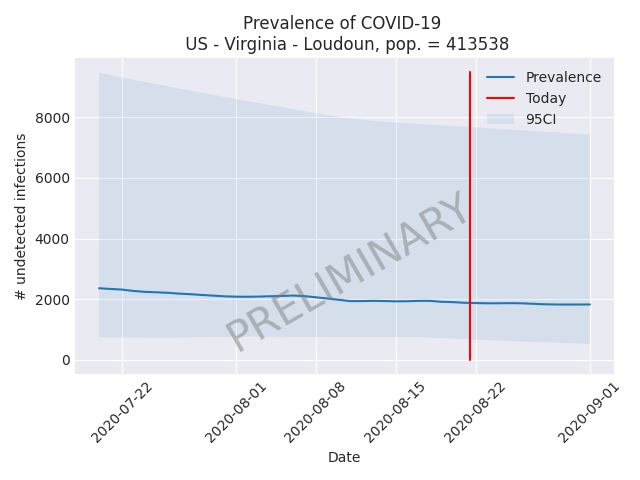 Prevalence of COVID-19
US - Virginia - Loudoun, pop. = 413538
Prevalence
Today
95CI
8000
6000
4000
2000
0
# undetected infections
PRELIMINARY
2020-07-22
2020-08-01
2020-08-08
2020-08-15
2020-08-22
2020-09-01
Date